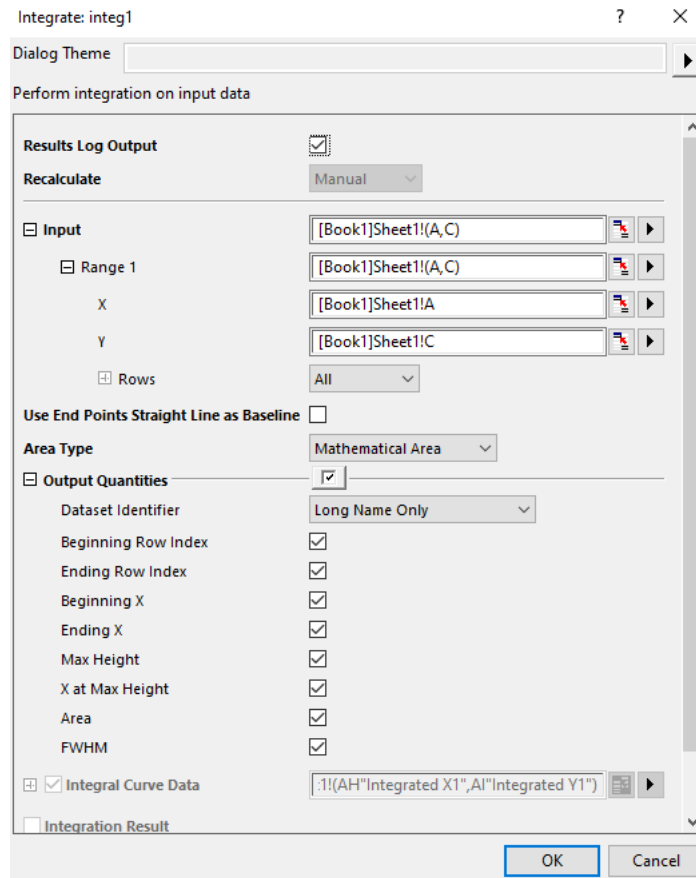 Integrate: integ1 ?
Dialog Theme
Perform integration on input data
Results Log Output
Recalculate Manual
Input [Book1]Sheet1!(A,C)
Range 1 [Book1]Sheet1!(A,C)
X [Book1]Sheet1!A
Y [Book1]Sheet1!C
Rows All
Use End Points Straight Line as Baseline
Area Type Mathematical Area
Output Quantities
Dataset Identifier Long Name Only
Beginning Row Index
Ending Row Index
Beginning X
Ending X
Max Height
X at Max Height
Area
FWHM
Integral Curve Data :1!(AH"Integrated X1",AI"Integrated Y1")
Integration Result
OK Cancel